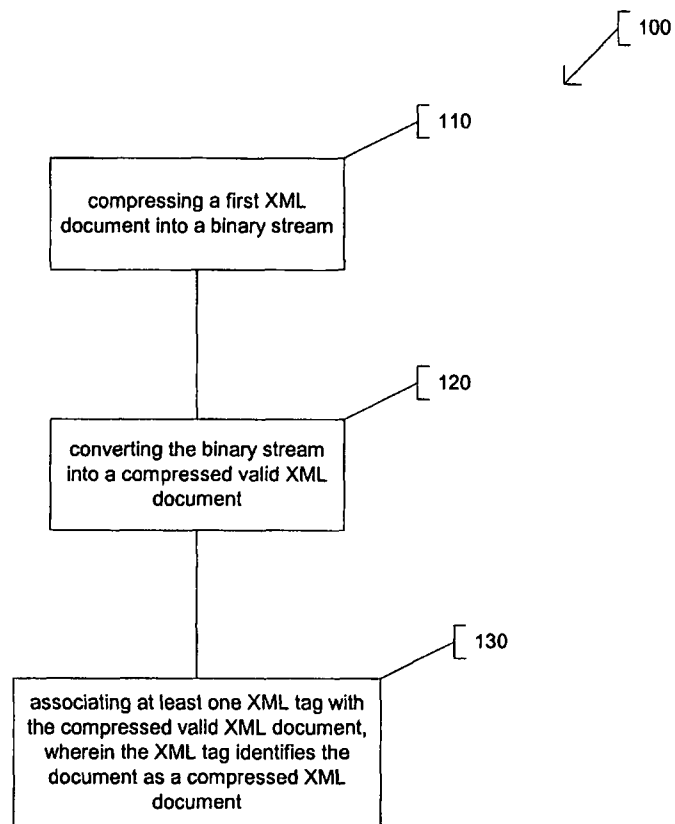 100
110
compressing a first XML
document into a binary stream
120
converting the binary stream
into a compressed valid XML
document
130
associating at least one XML tag with
the compressed valid XML document,
wherein the XML tag identifies the
document as a compressed XML
document